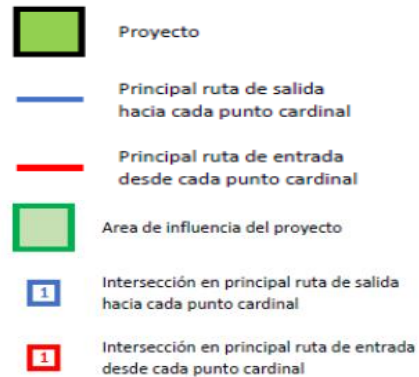 Proyecto
Principal ruta de salida
hacia cada punto cardinal
Principal ruta de entrada
desde cada punto cardinal
Area de influencia del proyecto
1
Intersección en principal ruta de salida
hacia cada punto cardinal
1
Intersección en principal ruta de entrada
desde cada punto cardinal